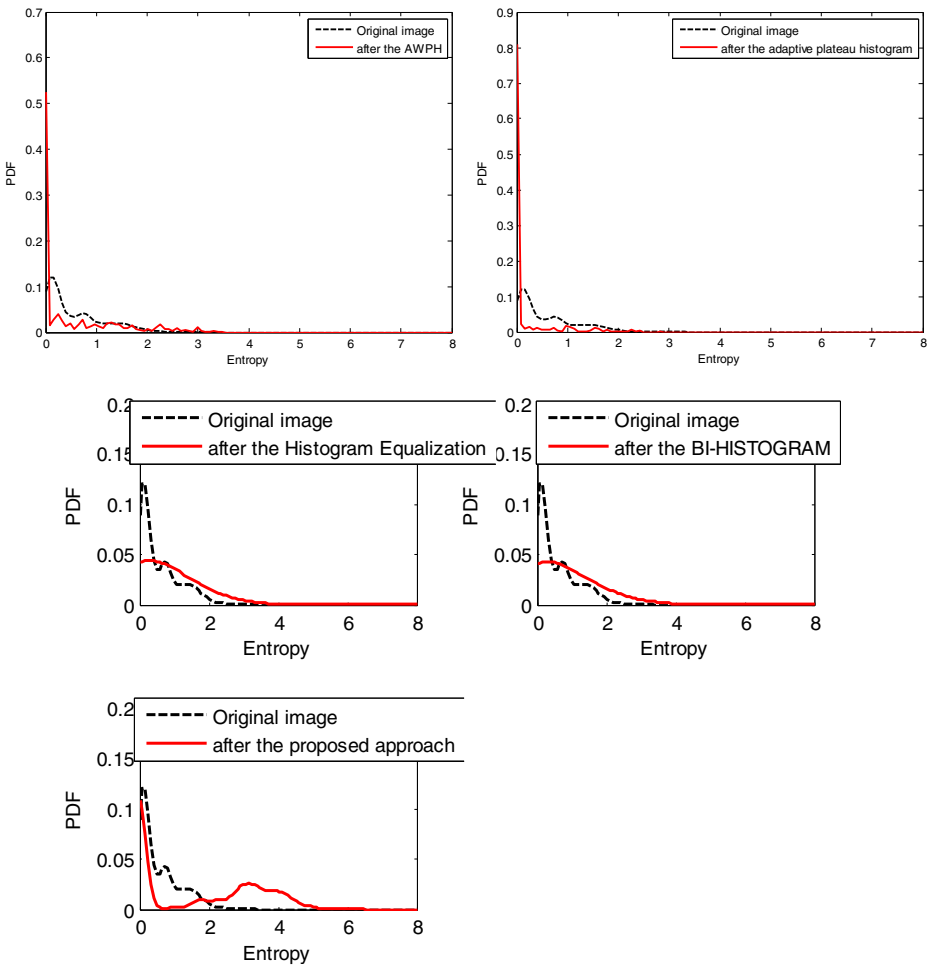 0.7
0.6
0.5
0.4
0.3
0.2
0.1
0
PDF
Original image
after the AWPH
0 1 2 3 4 5 6 7 8
Entropy
0.9
0.8
0.7
0.6
0.5
0.4
0.3
0.2
0.1
0
PDF
Original image
after the adaptive plateau histogram
0 1 2 3 4 5 6 7 8
Entropy
0.2
0.15
0.1
0.05
0
PDF
Original image
after the Histogram Equalization
0 2 4 6 8
Entropy
0.2
0.15
0.1
0.05
0
PDF
Original image
after the BI-HISTOGRAM
0 2 4 6 8
Entropy
0.2
0.15
0.1
0.05
0
PDF
Original image
after the proposed approach
0 2 4 6 8
Entropy